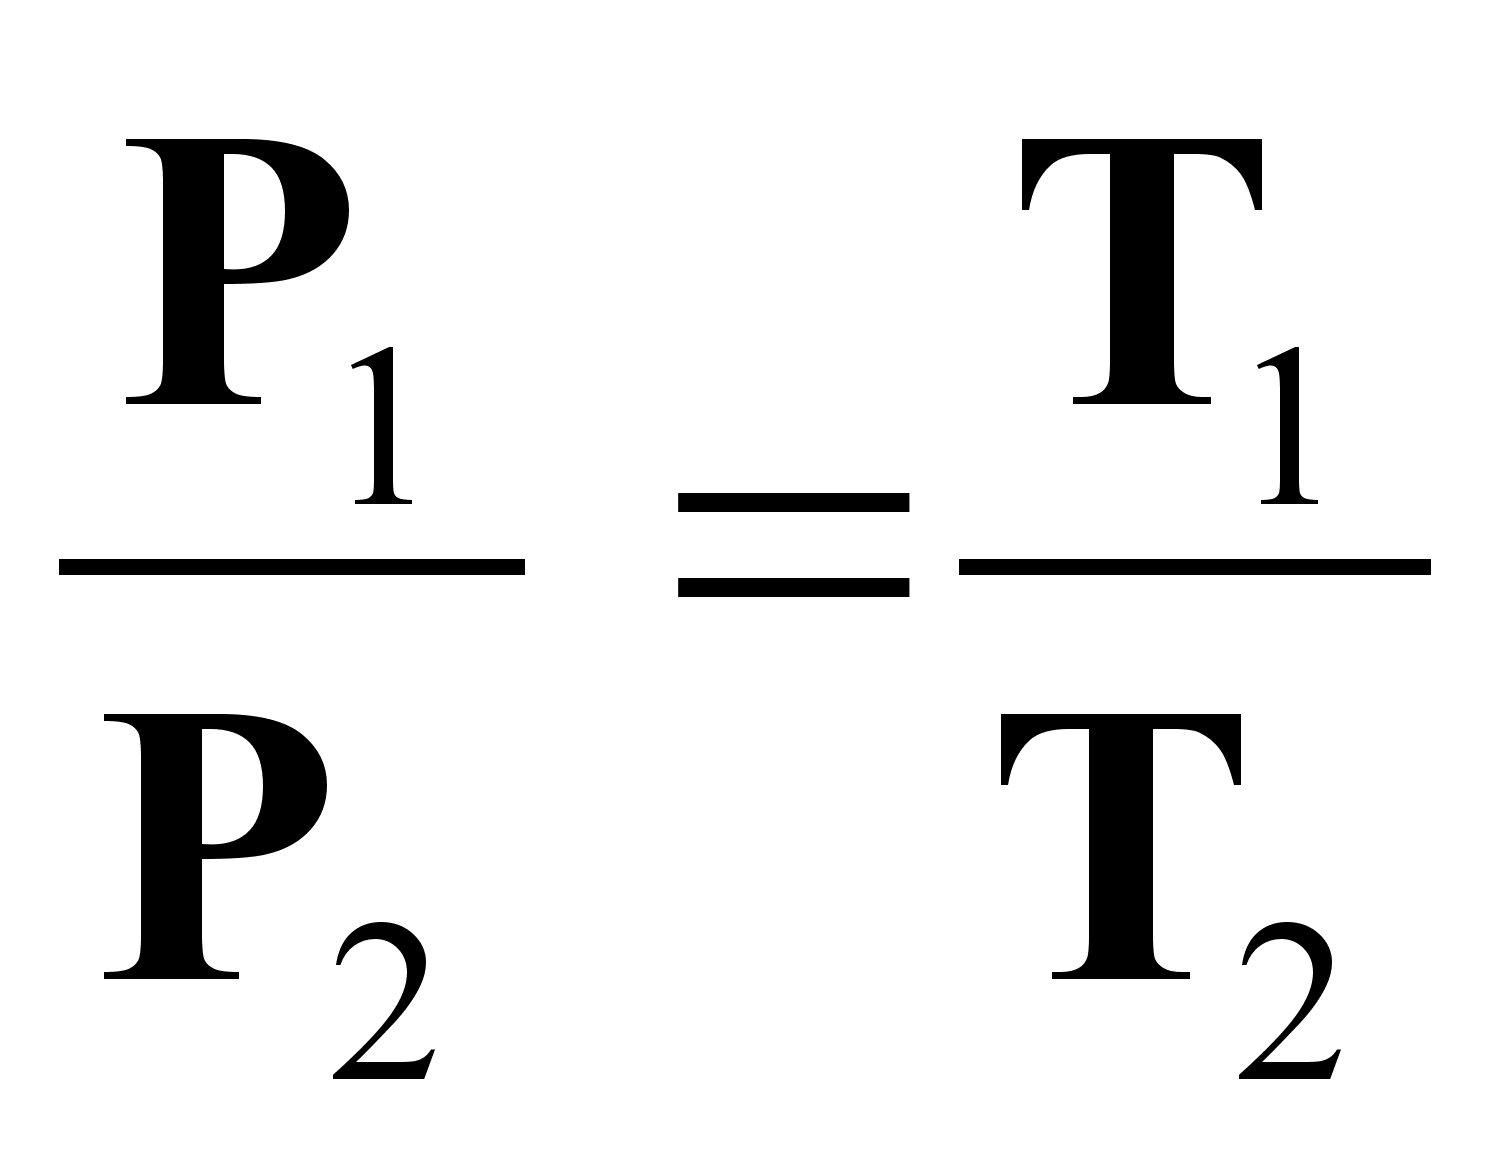 P₁ = T₁
P₂ T₂